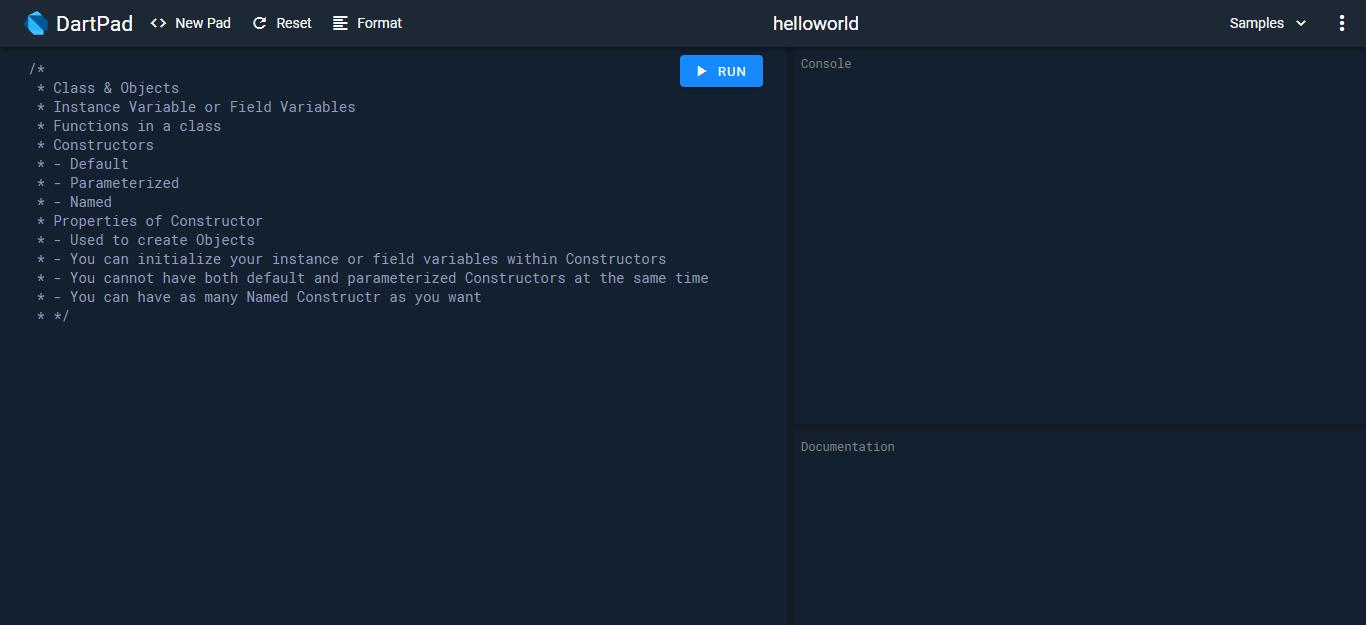 DartPad
<> New Pad
Reset
Format
helloworld
Samples
/*
* Class & Objects
* Instance Variable or Field Variables
* Functions in a class
* Constructors
* - Default
* - Parameterized
* - Named
* Properties of Constructor
* - Used to create Objects
* - You can initialize your instance or field variables within Constructors
* - You cannot have both default and parameterized Constructors at the same time
* - You can have as many Named Constructr as you want
* */
RUN
Console
Documentation